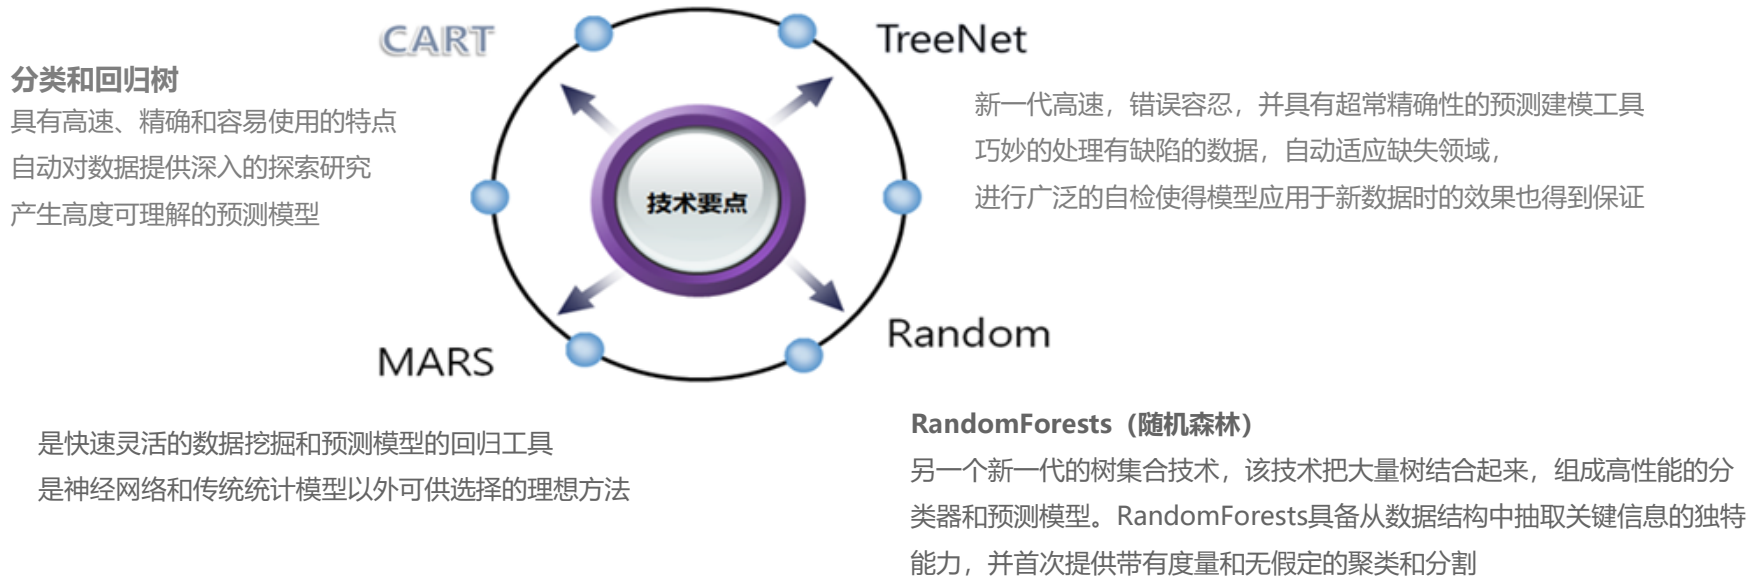 CART
分类和回归树
具有高速、精确和容易使用的特点
自动对数据提供深入的探索研究
产生高度可理解的预测模型
TreeNet
新一代高速，错误容忍，并具有超常精确性的预测建模工具
巧妙的处理有缺陷的数据，自动适应缺失领域，
进行广泛的自检使得模型应用于新数据时的效果也得到保证
技术要点
MARS
是快速灵活的数据挖掘和预测模型的回归工具
是神经网络和传统统计模型以外可供选择的理想方法
Random
RandomForests（随机森林）
另一个新一代的树集合技术，该技术把大量树结合起来，组成高性能的分
类器和预测模型。RandomForests具备从数据结构中抽取关键信息的独特
能力，并首次提供带有度量和无假定的聚类和分割